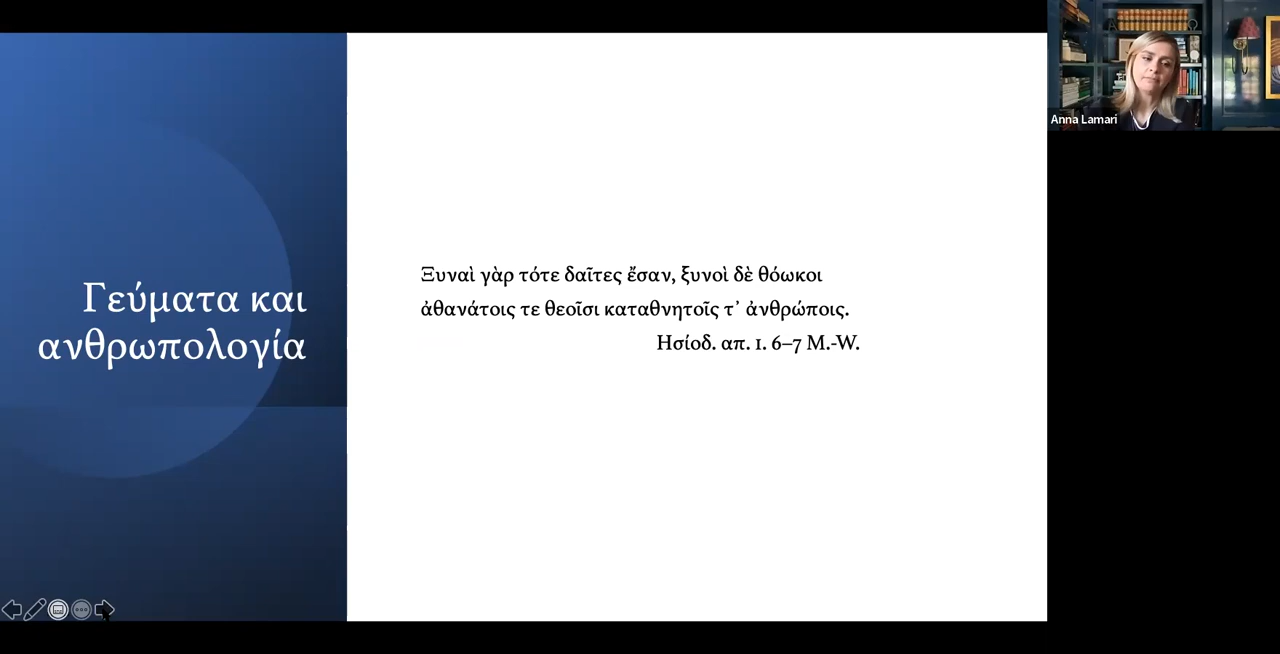 Γεύματα και
ανθρωπολογία
Ξυναὶ γὰρ τότε δαῖτες ἔσαν, ξυνοὶ δὲ θόωκοι
ἀθανάτοις τε θεοῖσι καταθνητοῖς τ᾽ ἀνθρώποις.
Ησίοδ. απ. 1. 6–7 M.-W.
Anna Lamari